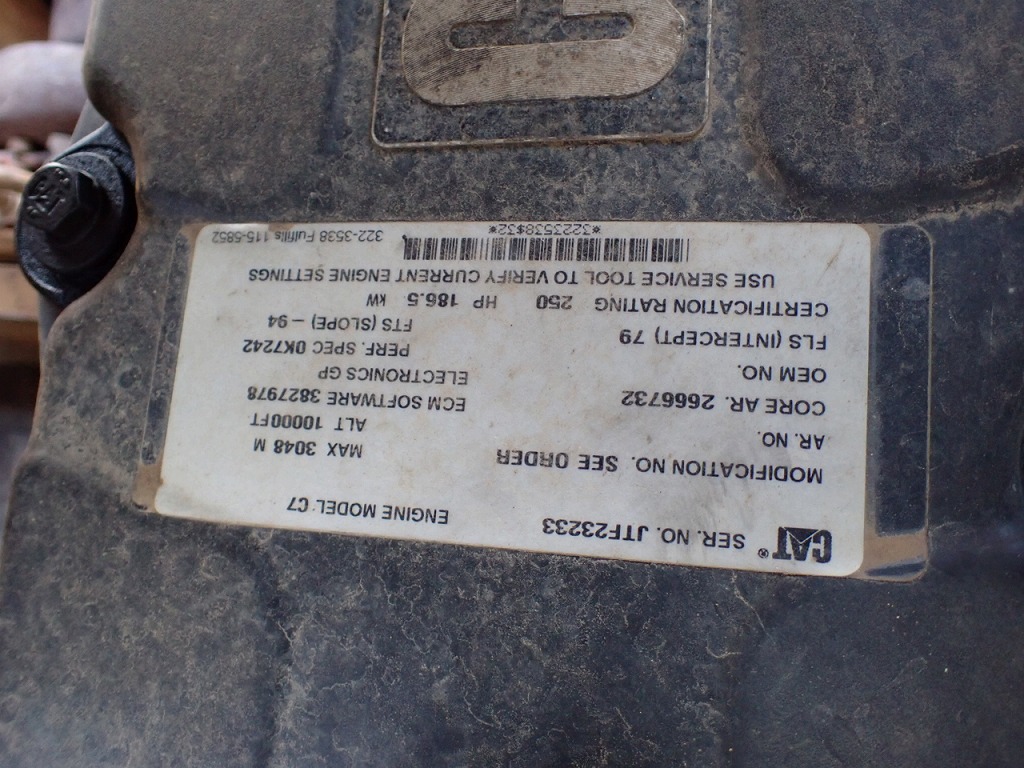 CAT® SER. NO. JTF23233 ENGINE MODEL C7
MODIFICATION NO. SEE ORDER MAX 3048 M
AR. NO. ALT 10000FT
CORE AR. 2666732 ECM SOFTWARE 3827978
OEM NO. ELECTRONICS GP
FLS (INTERCEPT) 79 PERF. SPEC 0K7242
CERTIFICATION RATING 250 HP 186.5 KW FTS (SLOPE) – 94
USE SERVICE TOOL TO VERIFY CURRENT ENGINE SETTINGS
*3223538$32*
322-3538 Fulfills 115-5852